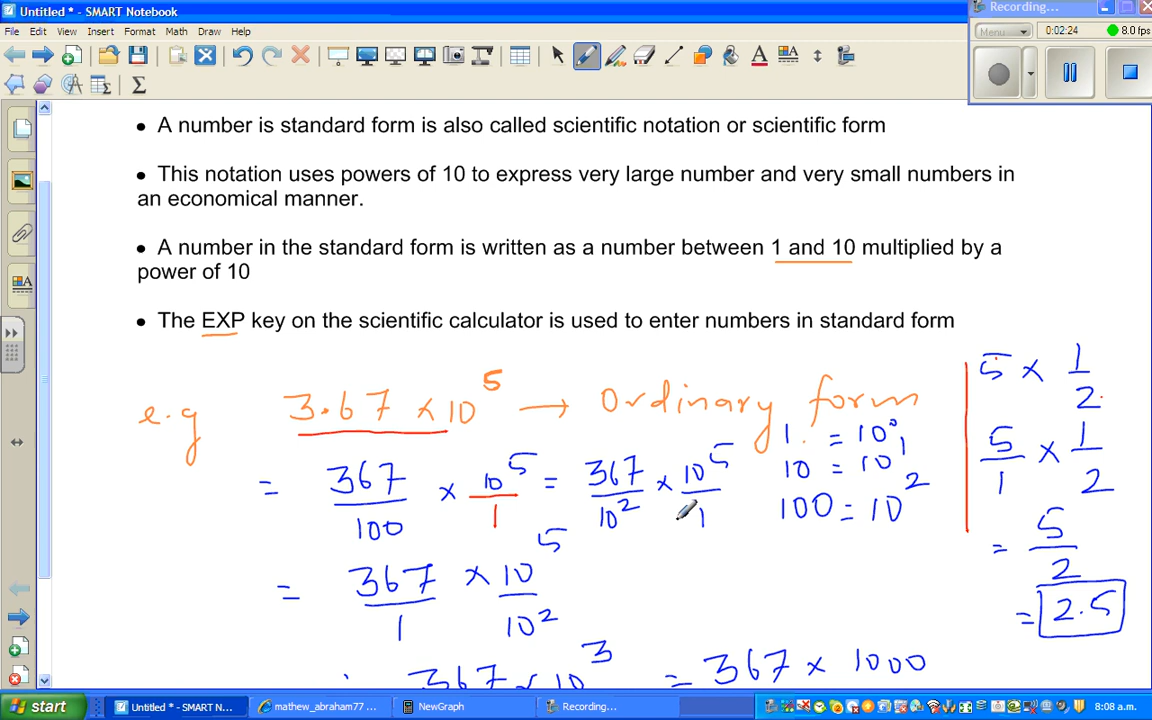 Untitled * - SMART Notebook
Recording...
File Edit View Insert Format Math Draw Help
Menu 0:02:24 8.0 fps
• A number is standard form is also called scientific notation or scientific form
• This notation uses powers of 10 to express very large number and very small numbers in
an economical manner.
• A number in the standard form is written as a number between 1 and 10 multiplied by a
power of 10
• The EXP key on the scientific calculator is used to enter numbers in standard form
e.g 3.67 × 10^5 → Ordinary form
= 367/100 × 10^5/1 = 367/10^2 × 10^5/1
= 367/1 × 10^5/10^2
367 × 10^3 = 367 × 1000
1. = 10^0
10 = 10^1
100 = 10^2
5 × 1/2
5/1 × 1/2
= 5/2
= 2.5
start Untitled * - SMART N... mathew_abraham77 ... NewGraph Recording... 8:08 a.m.